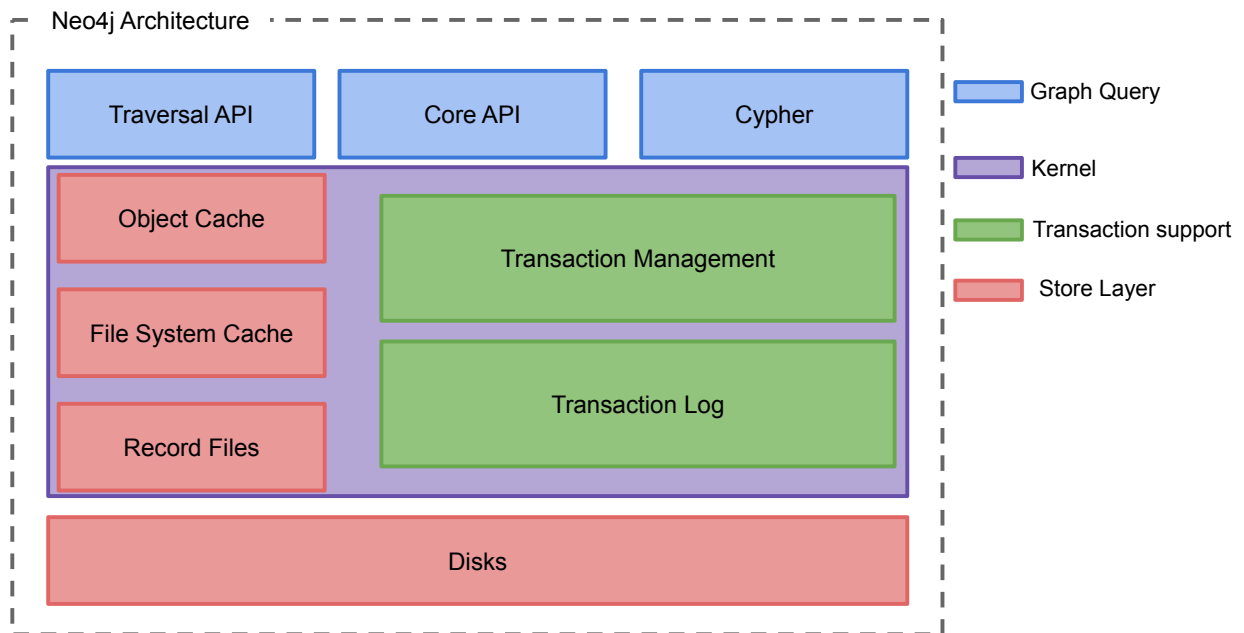 Neo4j Architecture
Traversal API
Core API
Cypher
Graph Query
Kernel
Transaction support
Store Layer
Object Cache
File System Cache
Record Files
Transaction Management
Transaction Log
Disks